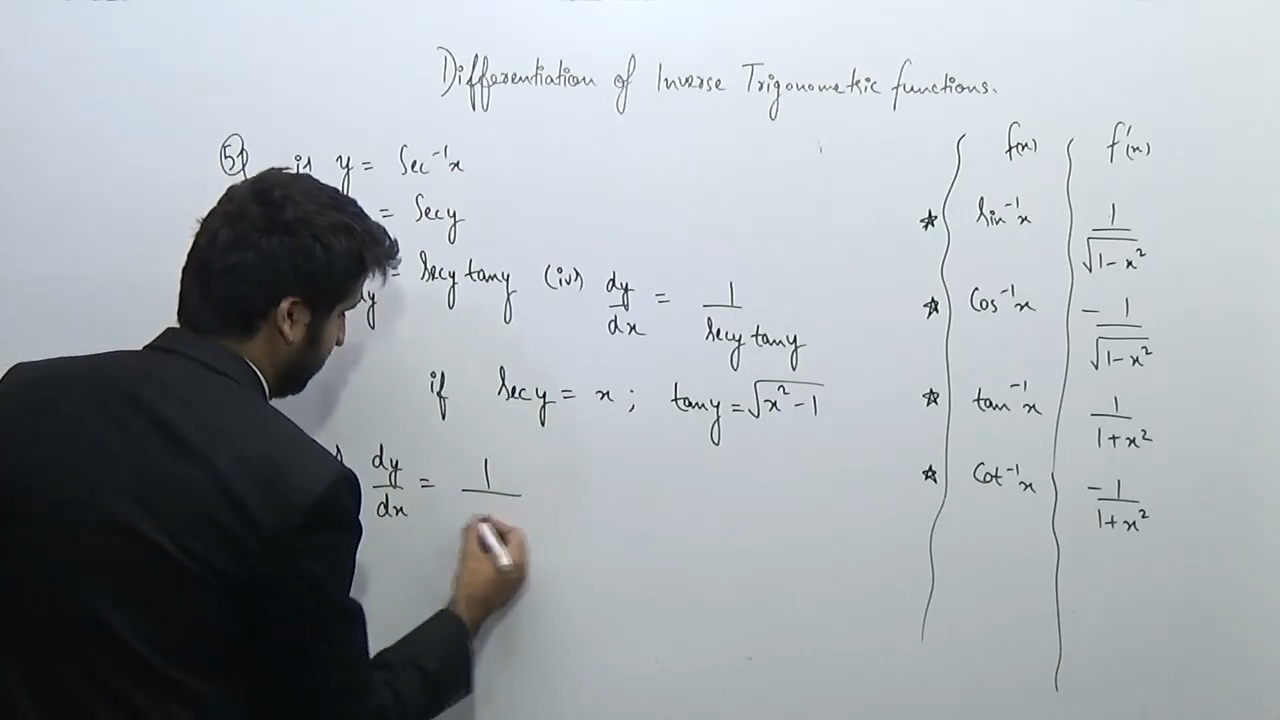 Differentiation of Inverse Trigonometric functions.
5) y = Sec⁻¹x
= Secy
= Secy tany (iv) dy/dx = 1/(secy tany)
if Secy = x ; tany = √(x²-1)
dy/dx = 1
f(x) f'(x)
☆ Sin⁻¹x 1/√(1-x²)
☆ Cos⁻¹x -1/√(1-x²)
☆ tan⁻¹x 1/(1+x²)
☆ Cot⁻¹x -1/(1+x²)